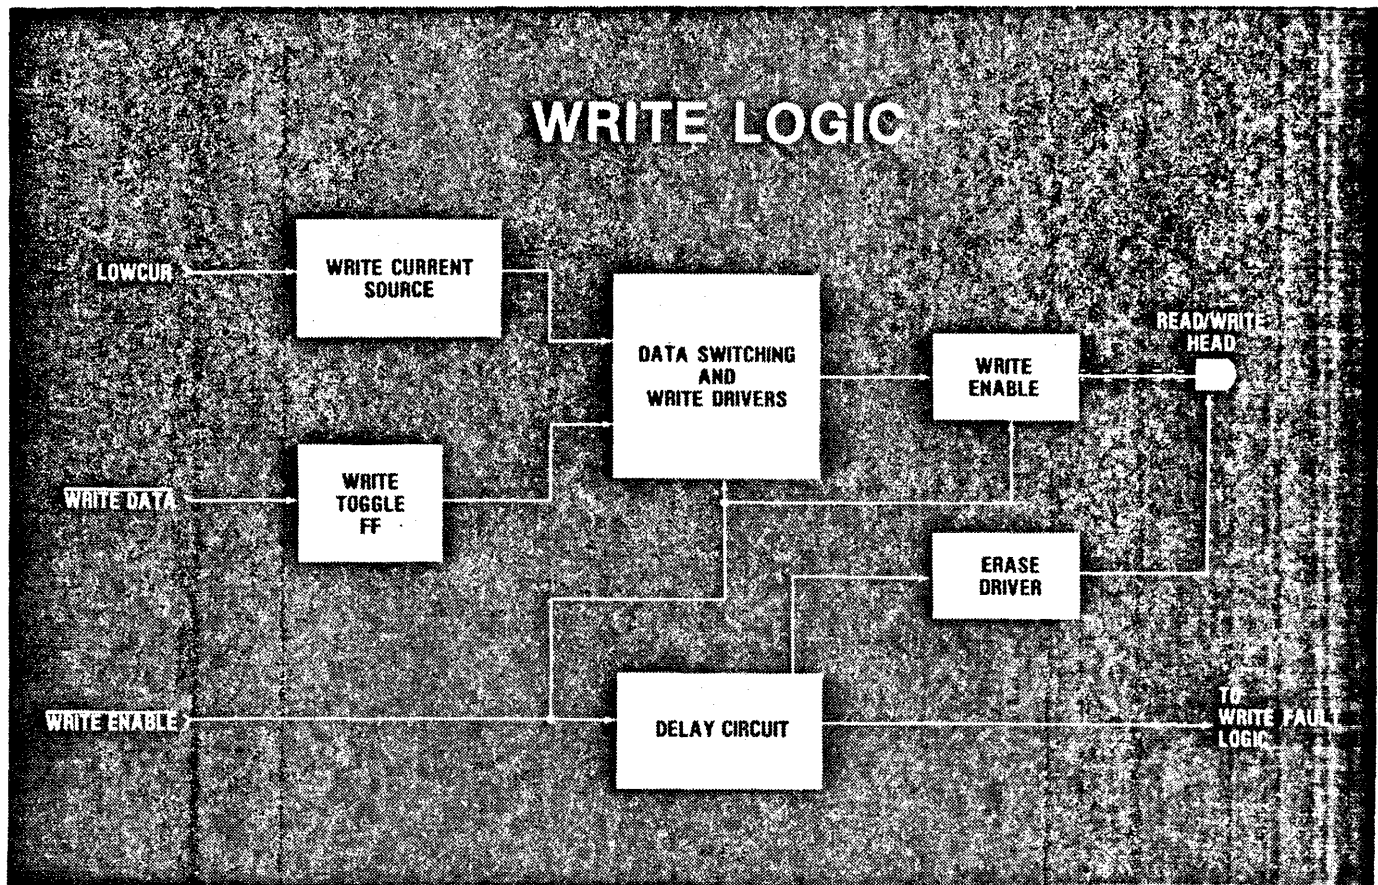 WRITE LOGIC
LOWCUR
WRITE CURRENT
SOURCE
DATA SWITCHING
AND
WRITE DRIVERS
WRITE
ENABLE
READ/WRITE
HEAD
WRITE DATA
WRITE
TOGGLE
FF
ERASE
DRIVER
WRITE ENABLE
DELAY CIRCUIT
TO
WRITE FAULT
LOGIC